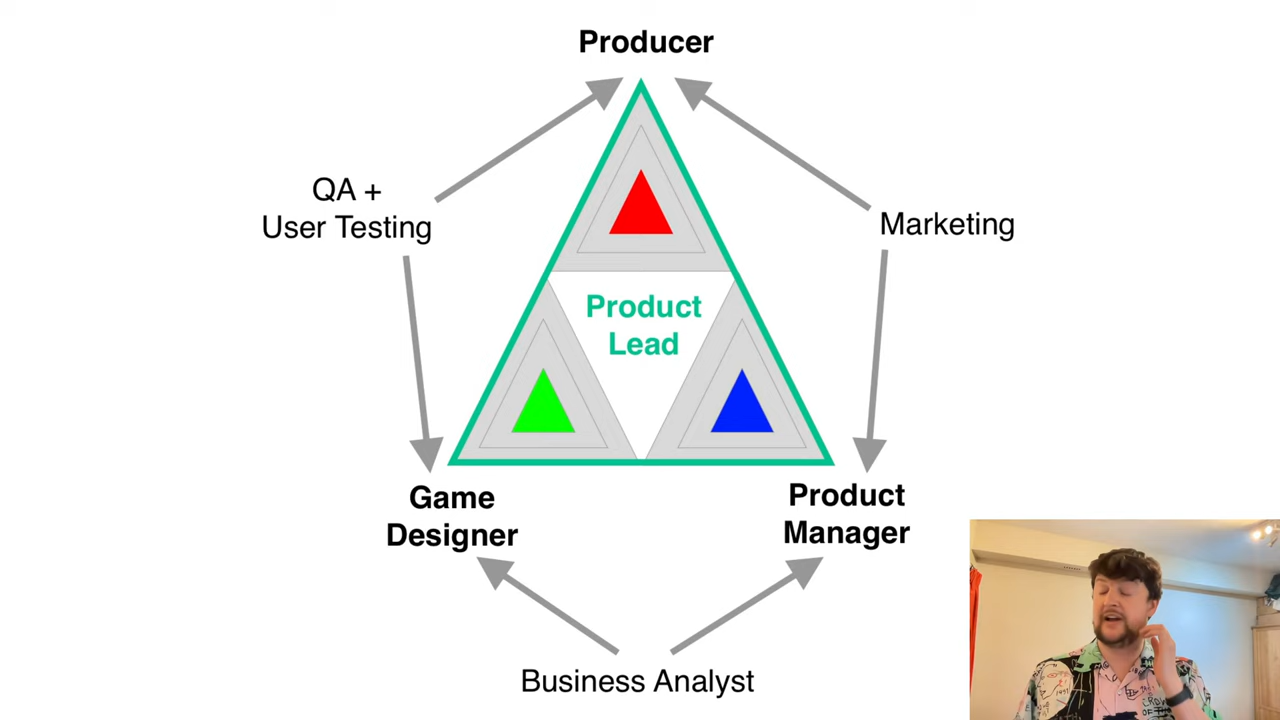 Producer
QA +
User Testing
Marketing
Product
Lead
Game
Designer
Product
Manager
Business Analyst